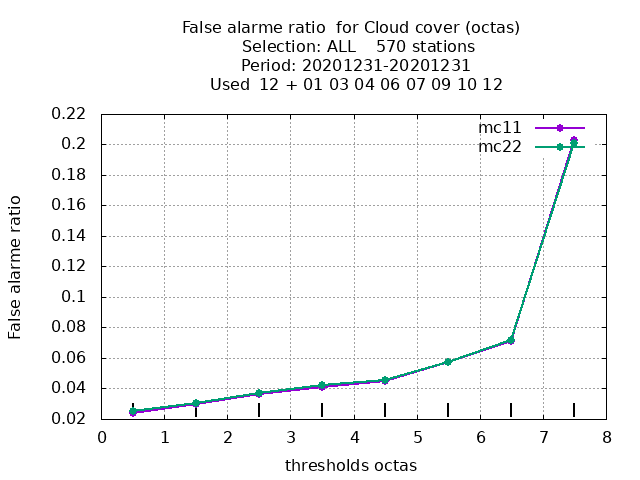 False alarme ratio  for Cloud cover (octas)
Selection: ALL    570 stations
Period: 20201231-20201231
Used  12 + 01 03 04 06 07 09 10 12
mc11
mc22
False alarme ratio
0.22
0.2
0.18
0.16
0.14
0.12
0.1
0.08
0.06
0.04
0.02
0 1 2 3 4 5 6 7 8
thresholds octas